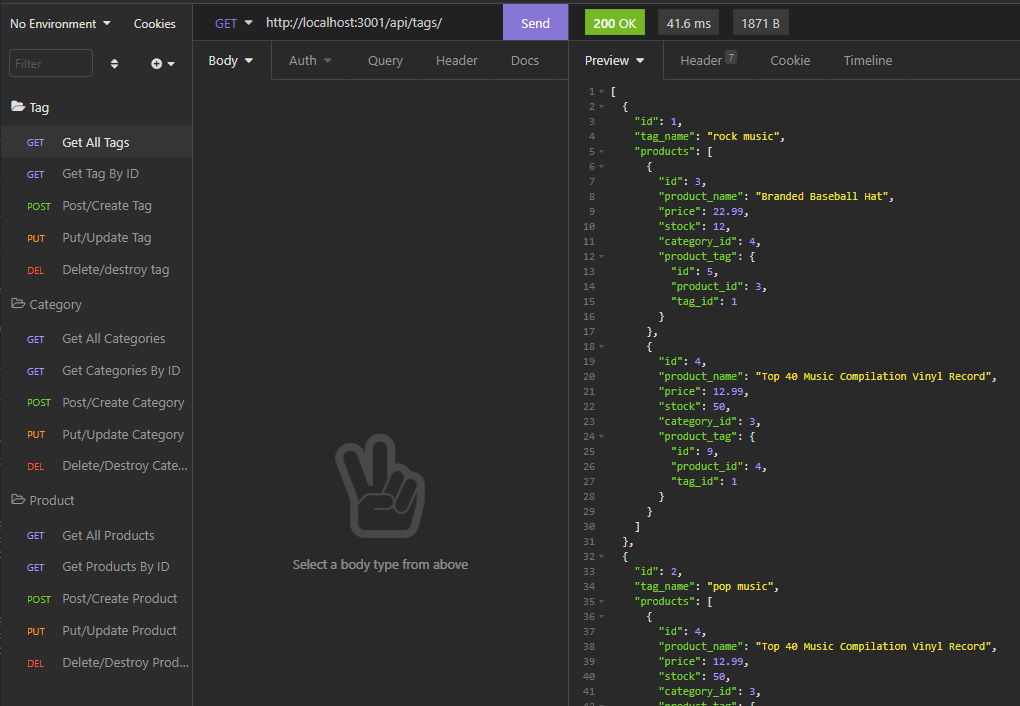 No Environment
Cookies
Filter
Tag
GET Get All Tags
GET Get Tag By ID
POST Post/Create Tag
PUT Put/Update Tag
DEL Delete/destroy tag
Category
GET Get All Categories
GET Get Categories By ID
POST Post/Create Category
PUT Put/Update Category
DEL Delete/Destroy Cate...
Product
GET Get All Products
GET Get Products By ID
POST Post/Create Product
PUT Put/Update Product
DEL Delete/Destroy Prod...
GET http://localhost:3001/api/tags/ Send
Body Auth Query Header Docs
Select a body type from above
200 OK 41.6 ms 1871 B
Preview Header 7 Cookie Timeline
1 [
2 {
3 "id": 1,
4 "tag_name": "rock music",
5 "products": [
6 {
7 "id": 3,
8 "product_name": "Branded Baseball Hat",
9 "price": 22.99,
10 "stock": 12,
11 "category_id": 4,
12 "product_tag": {
13 "id": 5,
14 "product_id": 3,
15 "tag_id": 1
16 }
17 },
18 {
19 "id": 4,
20 "product_name": "Top 40 Music Compilation Vinyl Record",
21 "price": 12.99,
22 "stock": 50,
23 "category_id": 3,
24 "product_tag": {
25 "id": 9,
26 "product_id": 4,
27 "tag_id": 1
28 }
29 }
30 ]
31 },
32 {
33 "id": 2,
34 "tag_name": "pop music",
35 "products": [
36 {
37 "id": 4,
38 "product_name": "Top 40 Music Compilation Vinyl Record",
39 "price": 12.99,
40 "stock": 50,
41 "category_id": 3,
42 "product_tag": {